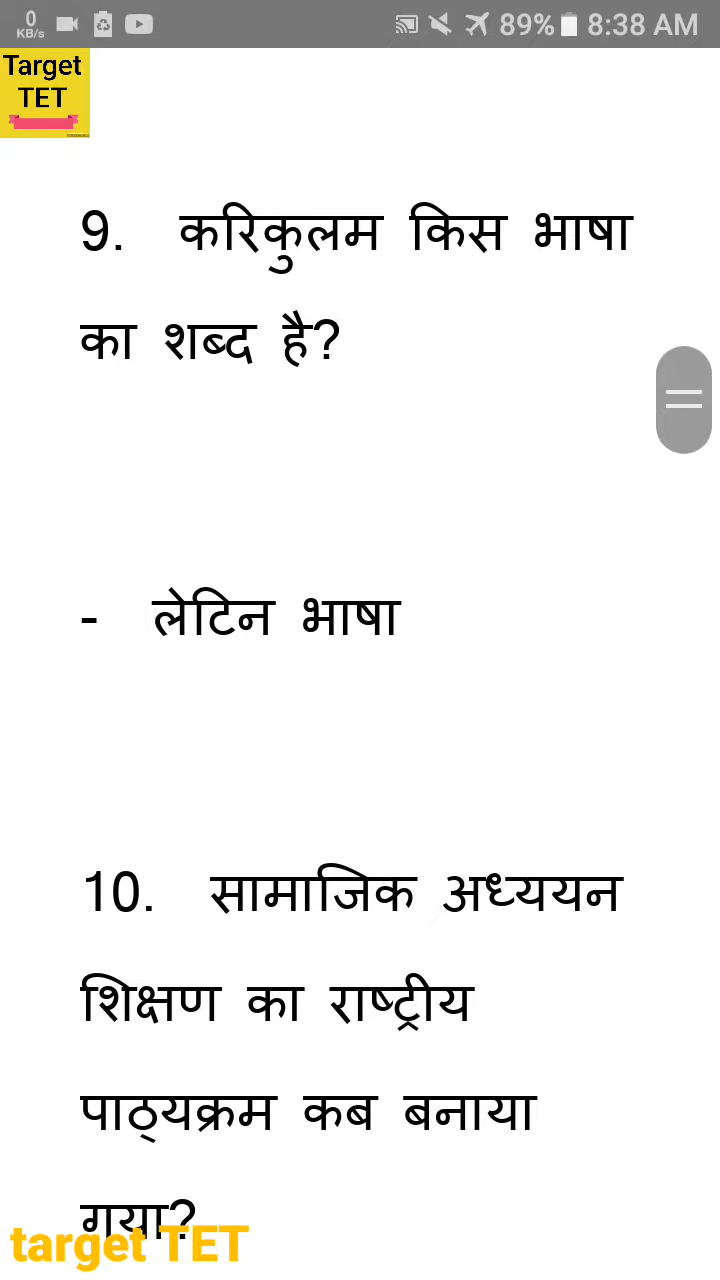 0
KB/s
89% 8:38 AM
Target
TET
9. करिकुलम किस भाषा
का शब्द है?
- लेटिन भाषा
10. सामाजिक अध्ययन
शिक्षण का राष्ट्रीय
पाठ्यक्रम कब बनाया
गया?
target TET